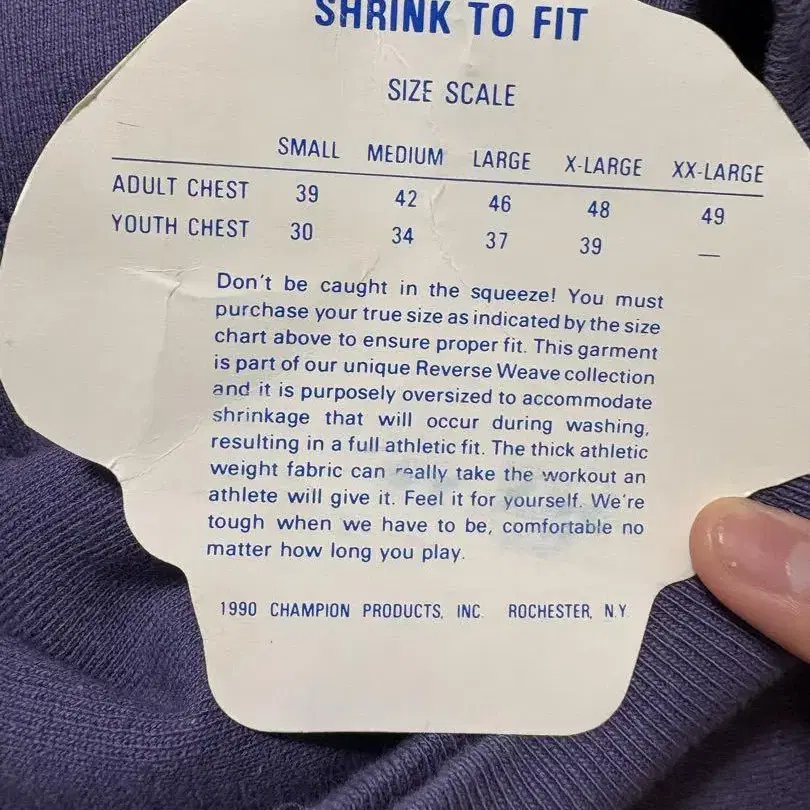 SHRINK TO FIT
SIZE SCALE
SMALL MEDIUM LARGE X-LARGE XX-LARGE
ADULT CHEST 39 42 46 48 49
YOUTH CHEST 30 34 37 39 —
Don't be caught in the squeeze! You must
purchase your true size as indicated by the size
chart above to ensure proper fit. This garment
is part of our unique Reverse Weave collection
and it is purposely oversized to accommodate
shrinkage that will occur during washing,
resulting in a full athletic fit. The thick athletic
weight fabric can really take the workout an
athlete will give it. Feel it for yourself. We're
tough when we have to be, comfortable no
matter how long you play.
1990 CHAMPION PRODUCTS, INC. ROCHESTER, N.Y.